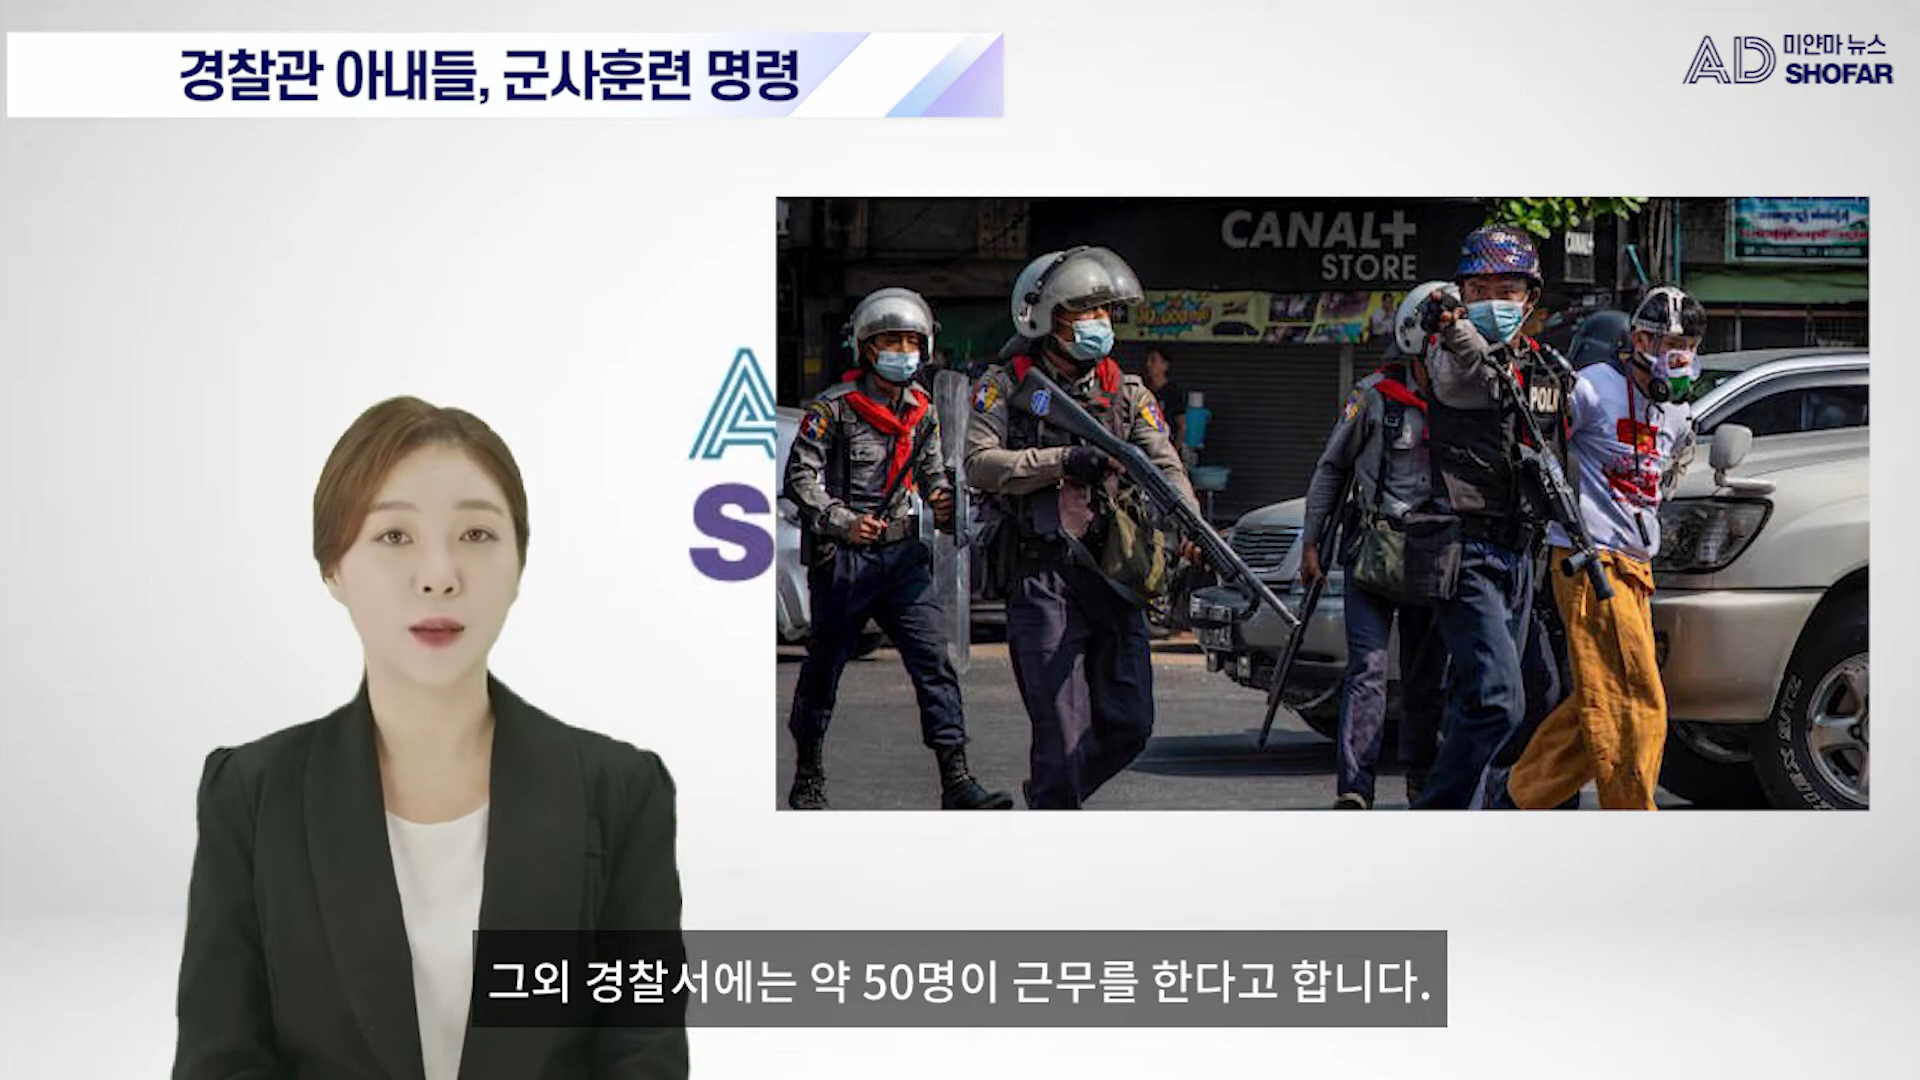 경찰관 아내들, 군사훈련 명령
AD 미얀마 뉴스
SHOFAR
CANAL+
STORE
A
S
POLI
그외 경찰서에는 약 50명이 근무를 한다고 합니다.